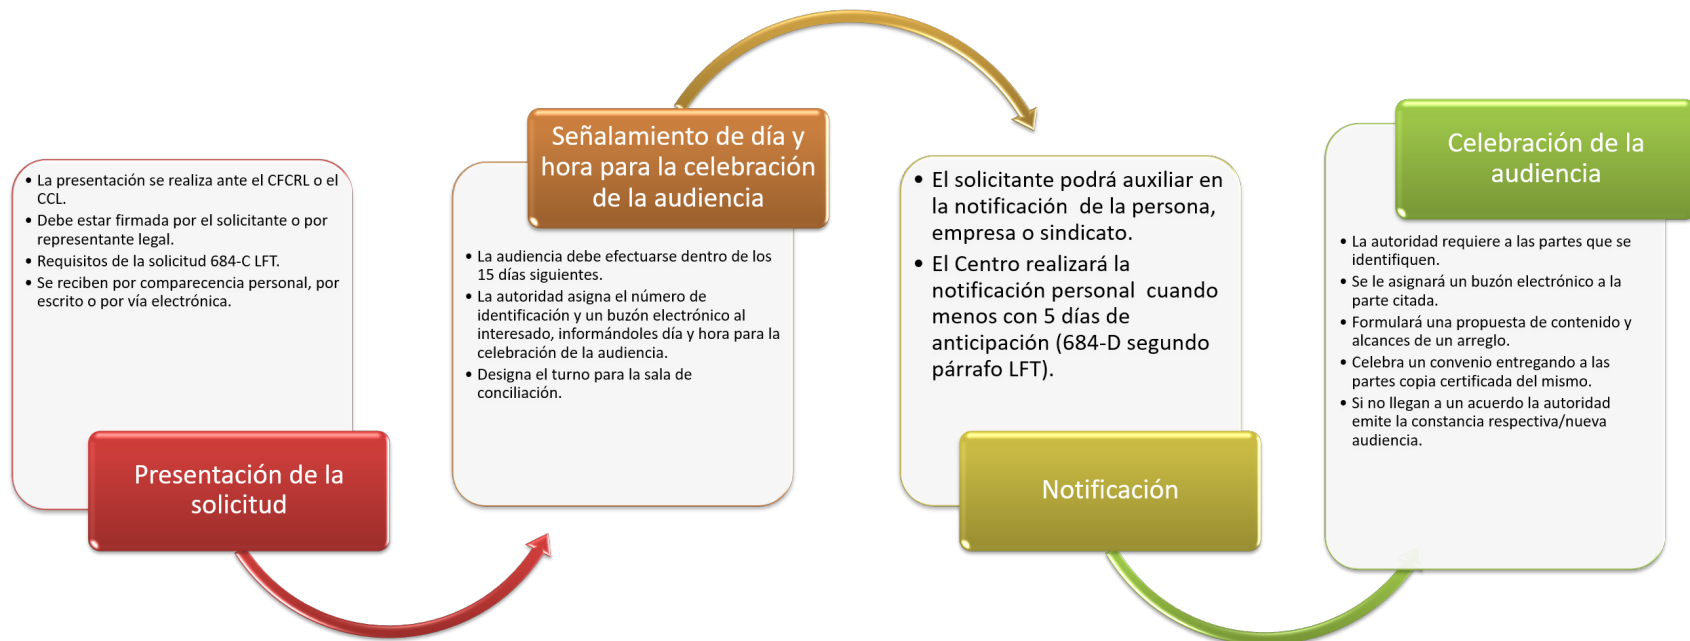 • La presentación se realiza ante el CFCRL o el
CCL.
• Debe estar firmada por el solicitante o por
representante legal.
• Requisitos de la solicitud 684-C LFT.
• Se reciben por comparecencia personal, por
escrito o por vía electrónica.
Presentación de la
solicitud
Señalamiento de día y
hora para la celebración
de la audiencia
• La audiencia debe efectuarse dentro de los
15 días siguientes.
• La autoridad asigna el número de
identificación y un buzón electrónico al
interesado, informándoles día y hora para la
celebración de la audiencia.
• Designa el turno para la sala de
conciliación.
• El solicitante podrá auxiliar en
la notificación de la persona,
empresa o sindicato.
• El Centro realizará la
notificación personal cuando
menos con 5 días de
anticipación (684-D segundo
párrafo LFT).
Notificación
Celebración de la
audiencia
• La autoridad requiere a las partes que se
identifiquen.
• Se le asignará un buzón electrónico a la
parte citada.
• Formulará una propuesta de contenido y
alcances de un arreglo.
• Celebra un convenio entregando a las
partes copia certificada del mismo.
• Si no llegan a un acuerdo la autoridad
emite la constancia respectiva/nueva
audiencia.